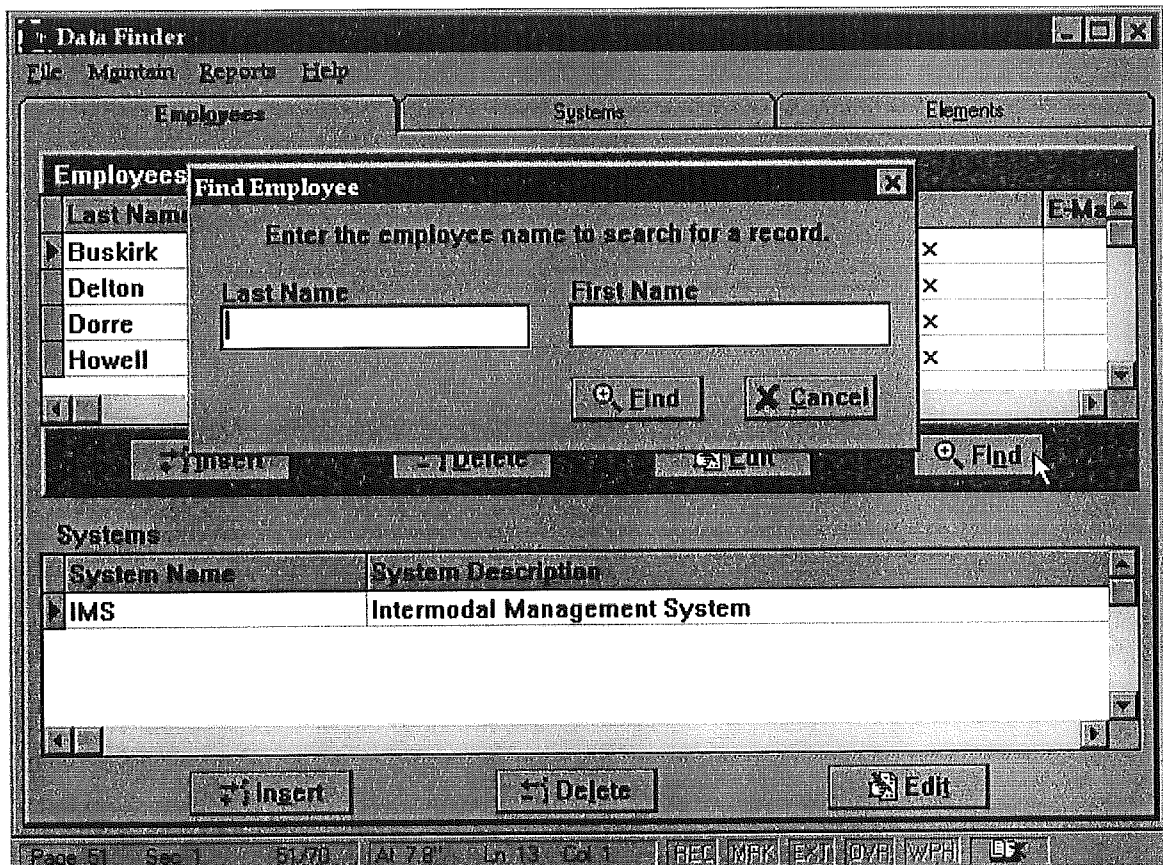 Data Finder
File Maintain Reports Help
Employees Systems Elements
Employees
Find Employee
Last Name E-Ma
Enter the employee name to search for a record.
Buskirk
Delton
Last Name First Name
Dorre
Howell
Find Cancel
Insert Delete Edit Find
Systems
System Name System Description
IMS Intermodal Management System
Insert Delete Edit
Page 51 Sec 1 51/70 At 7.8" Ln 13 Col 1 REC MRK EXT OVR WPH